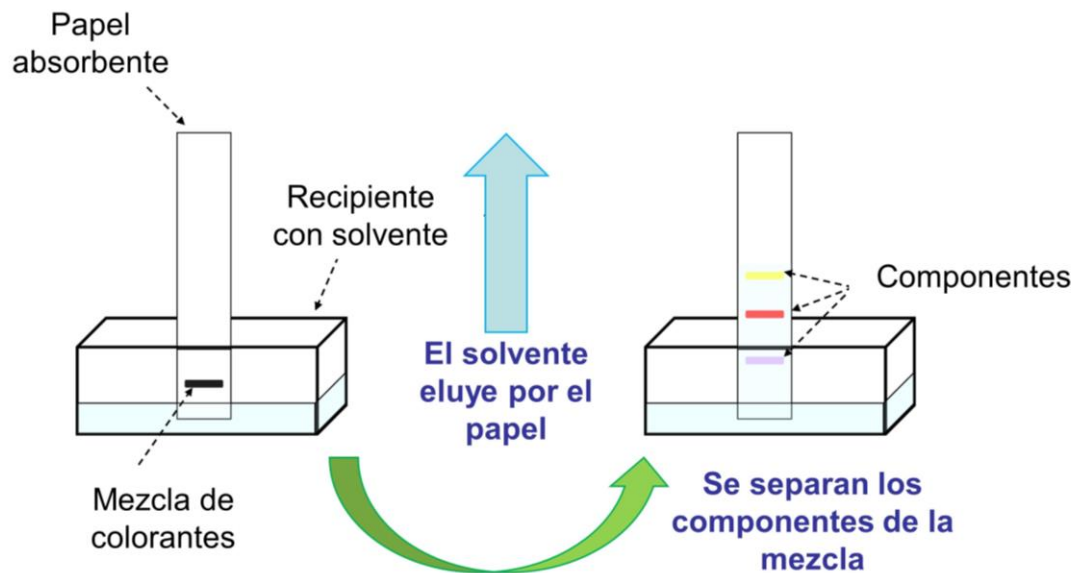 Papel
absorbente
Recipiente
con solvente
Mezcla de
colorantes
El solvente
eluye por el
papel
Componentes
Se separan los
componentes de la
mezcla